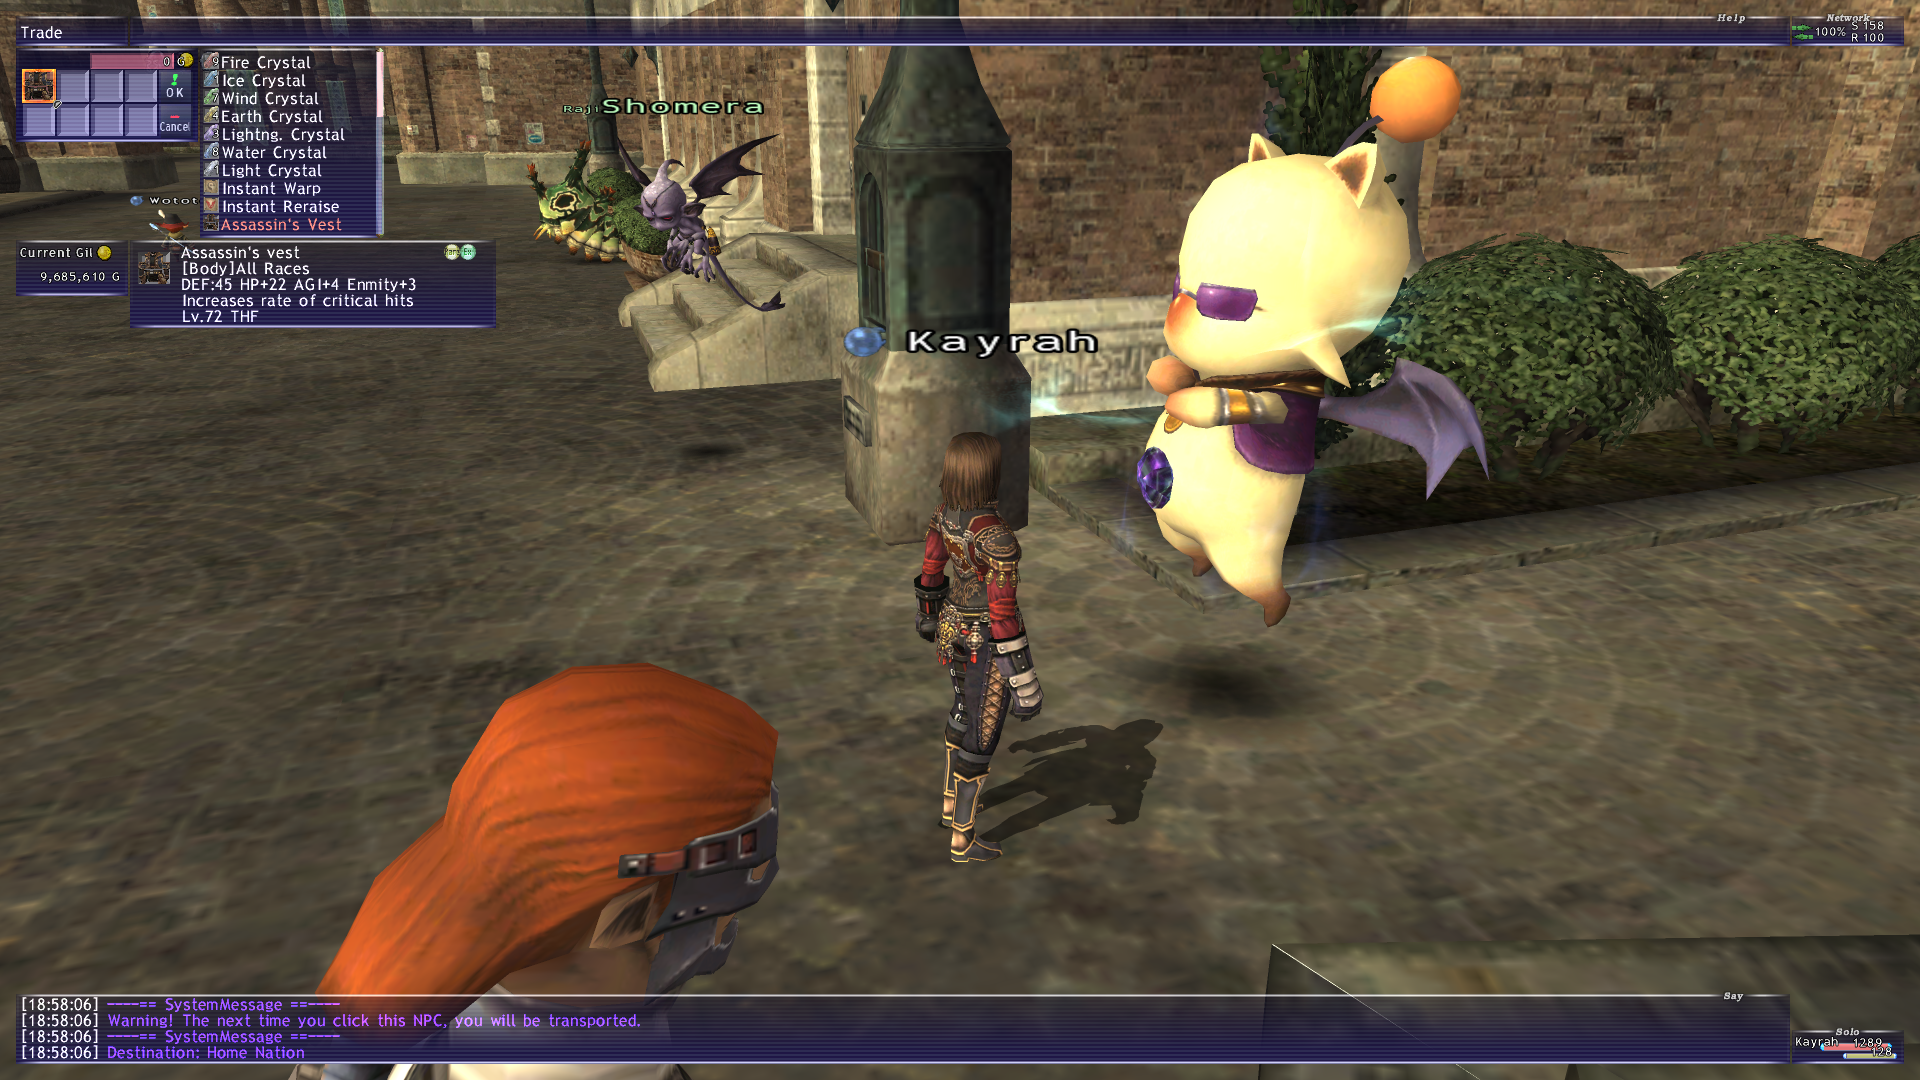 Help
Network
Trade
100%
S 158
R 100
0 G
OK
Cancel
9 Fire Crystal
Ice Crystal
7 Wind Crystal
4 Earth Crystal
3 Lightng. Crystal
8 Water Crystal
Light Crystal
Instant Warp
Instant Reraise
Assassin's Vest
Raji Shomera
Wotot
Current Gil
9,685,610 G
Assassin's vest
Rare Ex
[Body]All Races
DEF:45 HP+22 AGI+4 Enmity+3
Increases rate of critical hits
Lv.72 THF
Kayrah
Say
[18:58:06] ----== SystemMessage ==----
[18:58:06] Warning! The next time you click this NPC, you will be transported.
[18:58:06] ----== SystemMessage ==----
[18:58:06] Destination: Home Nation
Solo
Kayrah 1289
128